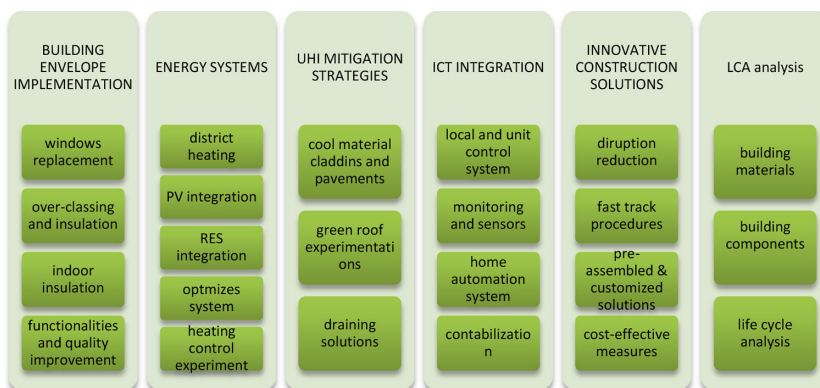 BUILDING
ENVELOPE
IMPLEMENTATION
windows
replacement
over-classing
and insulation
indoor
insulation
functionalities
and quality
improvement
ENERGY SYSTEMS
district
heating
PV integration
RES
integration
optmizes
system
heating
control
experiment
UHI MITIGATION
STRATEGIES
cool material
claddins and
pavements
green roof
experimentati
ons
draining
solutions
ICT INTEGRATION
local and unit
control
system
monitoring
and sensors
home
automation
system
contabilizatio
n
INNOVATIVE
CONSTRUCTION
SOLUTIONS
diruption
reduction
fast track
procedures
pre-
assembled &
customized
solutions
cost-effective
measures
LCA analysis
building
materials
building
components
life cycle
analysis